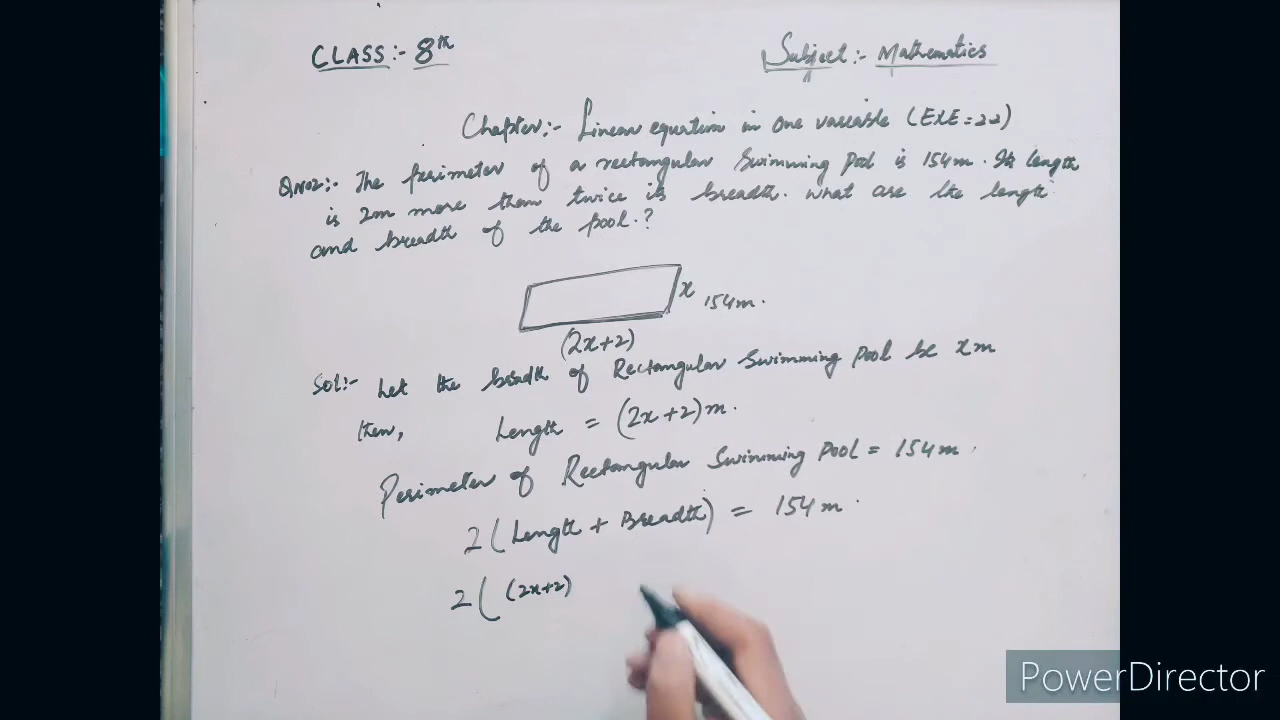 CLASS:- 8th
Subject:- Mathematics
Chapter:- Linear equation in one variable (EXE=2.2)
QNO2:- The perimeter of a rectangular Swimming pool is 154m. Its length
is 2m more than twice its breadth. What are the length
and breadth of the pool.?
x 154m.
(2x+2)
Sol:- Let the breadth of Rectangular Swimming Pool be xm
then, Length = (2x+2)m.
Perimeter of Rectangular Swimming Pool = 154m.
2(Length + Breadth) = 154m.
2( (2x+2)
PowerDirector